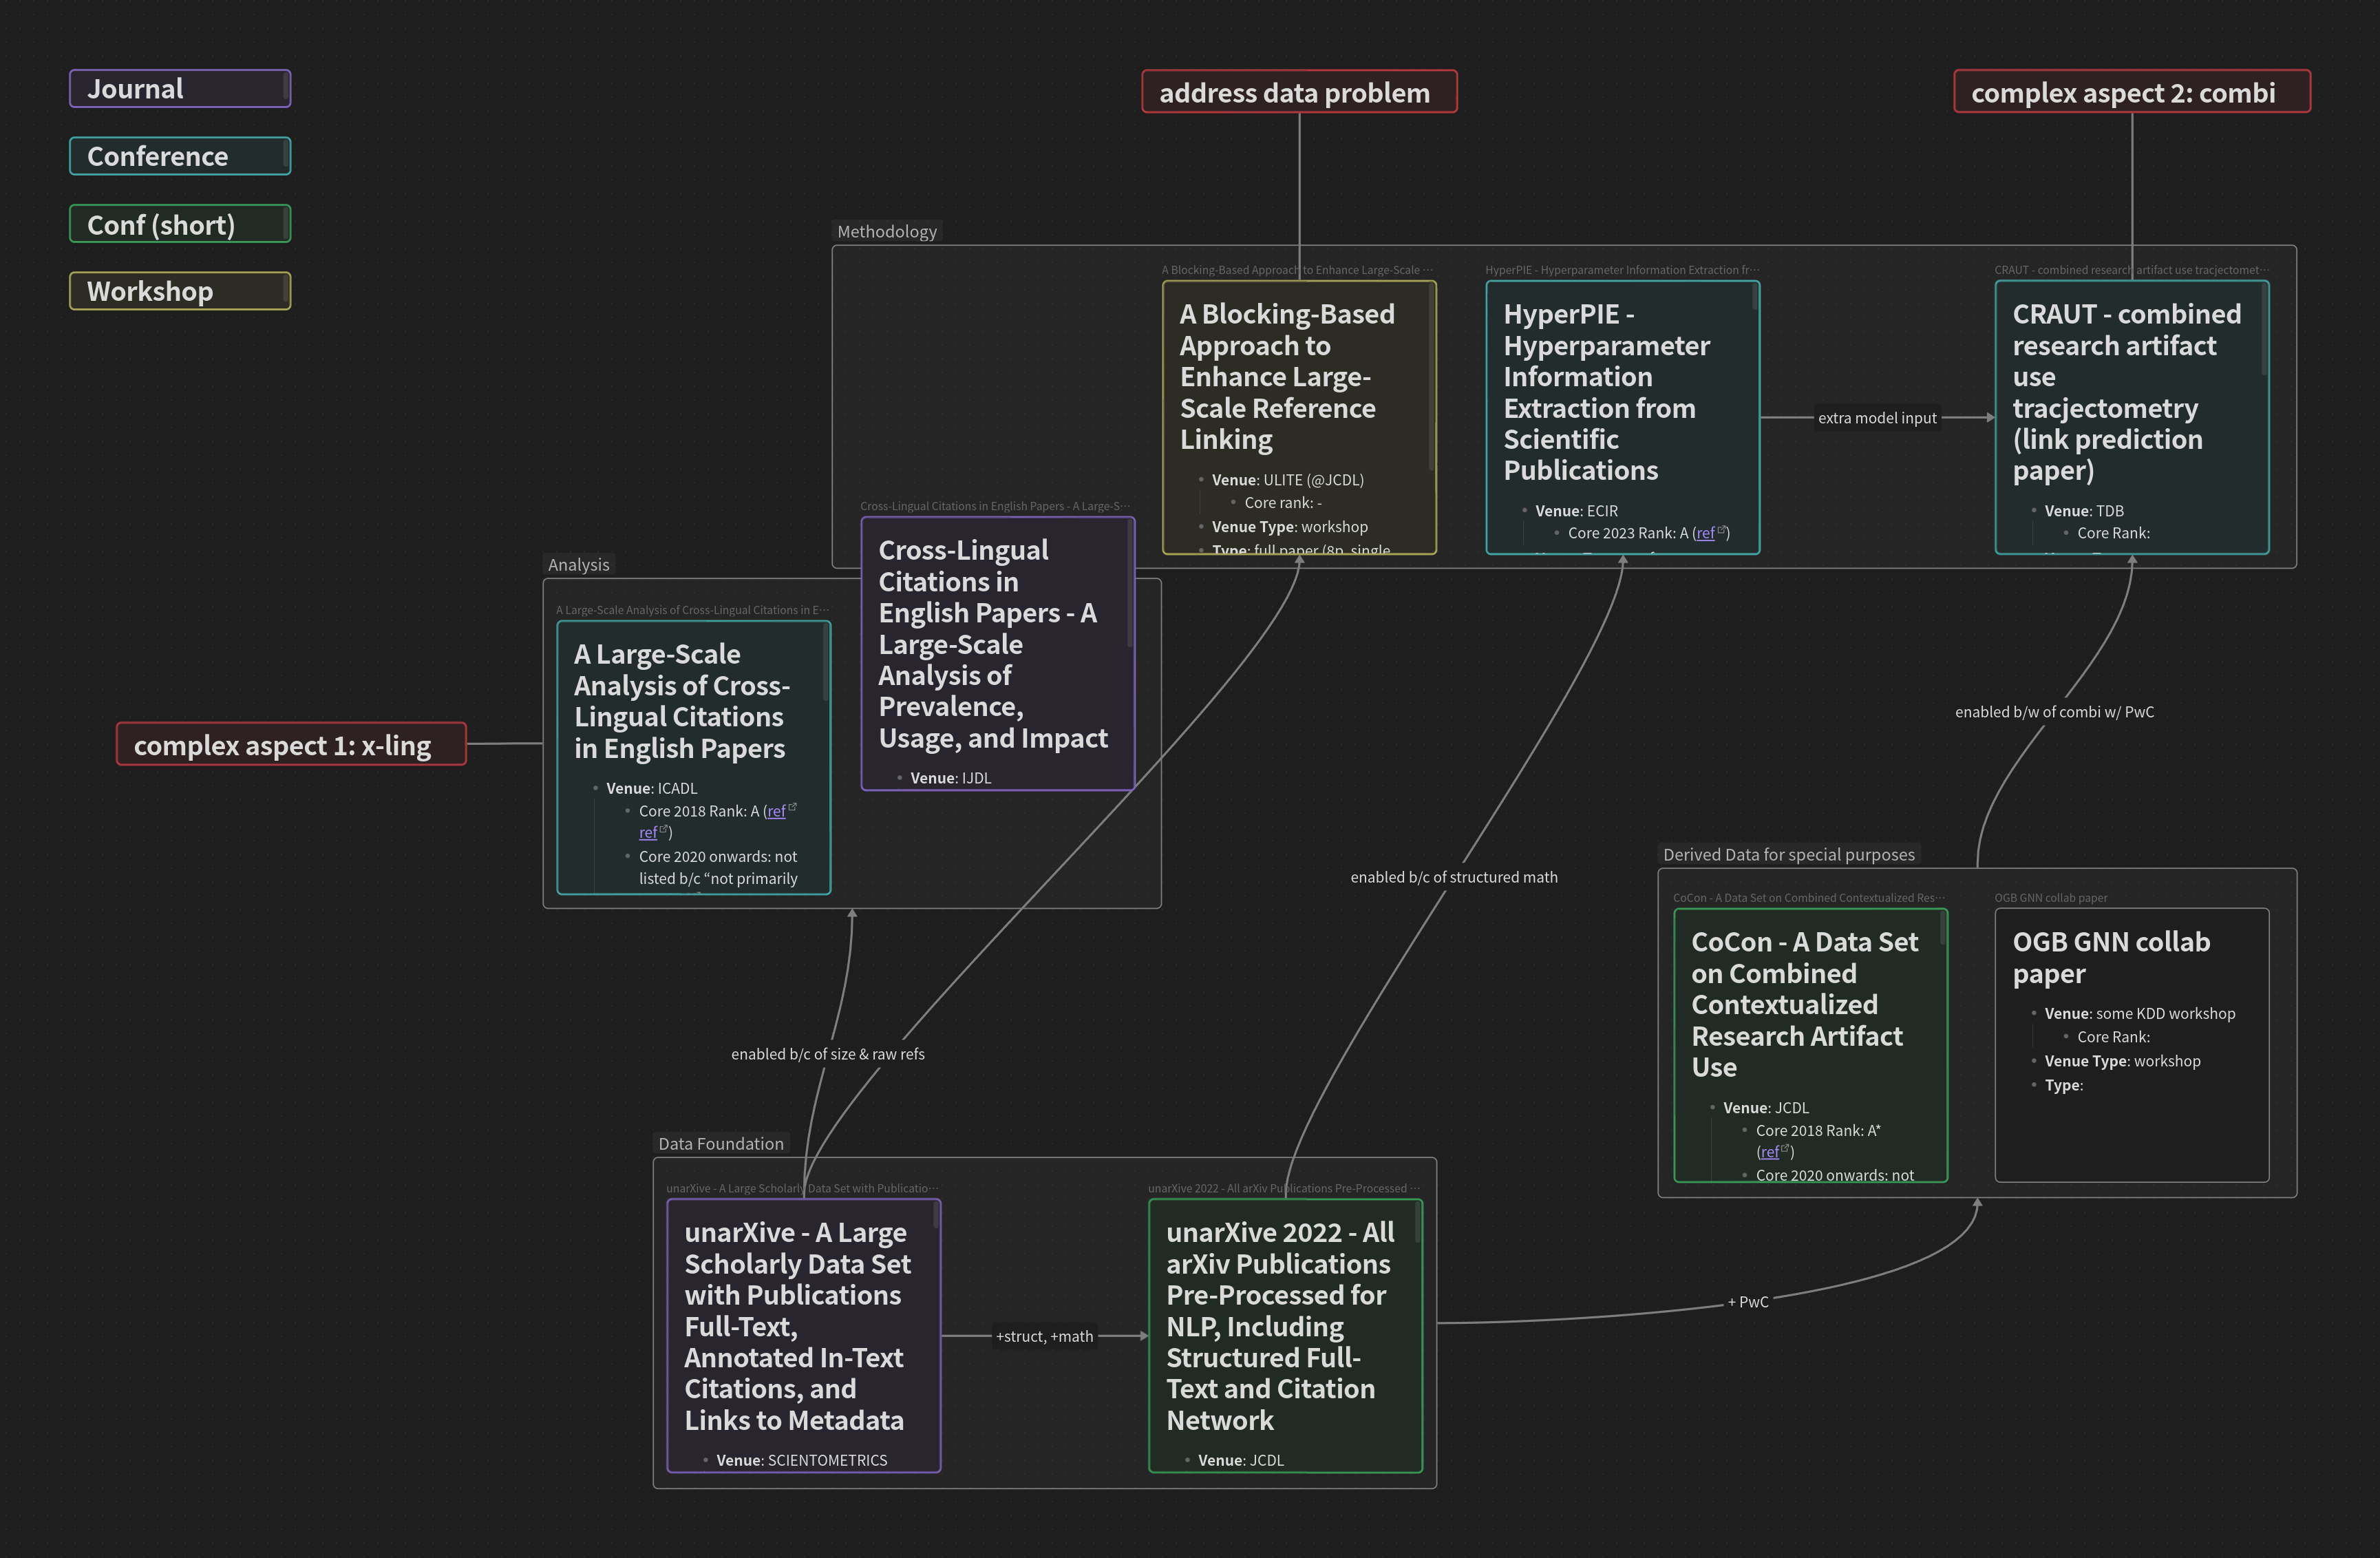 Journal
Conference
Conf (short)
Workshop
address data problem
complex aspect 2: combi
Methodology
A Blocking-Based Approach to Enhance Large-Scale ···
A Blocking-Based
Approach to
Enhance Large-
Scale Reference
Linking
Venue: ULITE (@JCDL)
Core rank: -
Venue Type: workshop
Type: full paper (8p, single
HyperPIE - Hyperparameter Information Extraction fr···
HyperPIE -
Hyperparameter
Information
Extraction from
Scientific
Publications
Venue: ECIR
Core 2023 Rank: A (ref)
extra model input
CRAUT - combined research artifact use tracjectomet···
CRAUT - combined
research artifact
use
tracjectometry
(link prediction
paper)
Venue: TDB
Core Rank:
Cross-Lingual Citations in English Papers - A Large-S···
Cross-Lingual
Citations in
English Papers - A
Large-Scale
Analysis of
Prevalence,
Usage, and Impact
Venue: IJDL
Analysis
A Large-Scale Analysis of Cross-Lingual Citations in E···
A Large-Scale
Analysis of Cross-
Lingual Citations
in English Papers
Venue: ICADL
Core 2018 Rank: A (ref
ref)
Core 2020 onwards: not
listed b/c “not primarily
complex aspect 1: x-ling
enabled b/w of combi w/ PwC
enabled b/c of structured math
enabled b/c of size & raw refs
Derived Data for special purposes
CoCon - A Data Set on Combined Contextualized Res···
CoCon - A Data Set
on Combined
Contextualized
Research Artifact
Use
Venue: JCDL
Core 2018 Rank: A*
(ref)
Core 2020 onwards: not
OGB GNN collab paper
OGB GNN collab
paper
Venue: some KDD workshop
Core Rank:
Venue Type: workshop
Type:
Data Foundation
unarXive - A Large Scholarly Data Set with Publicatio···
unarXive - A Large
Scholarly Data Set
with Publications
Full-Text,
Annotated In-Text
Citations, and
Links to Metadata
Venue: SCIENTOMETRICS
+struct, +math
unarXive 2022 - All arXiv Publications Pre-Processed ···
unarXive 2022 - All
arXiv Publications
Pre-Processed for
NLP, Including
Structured Full-
Text and Citation
Network
Venue: JCDL
+ PwC